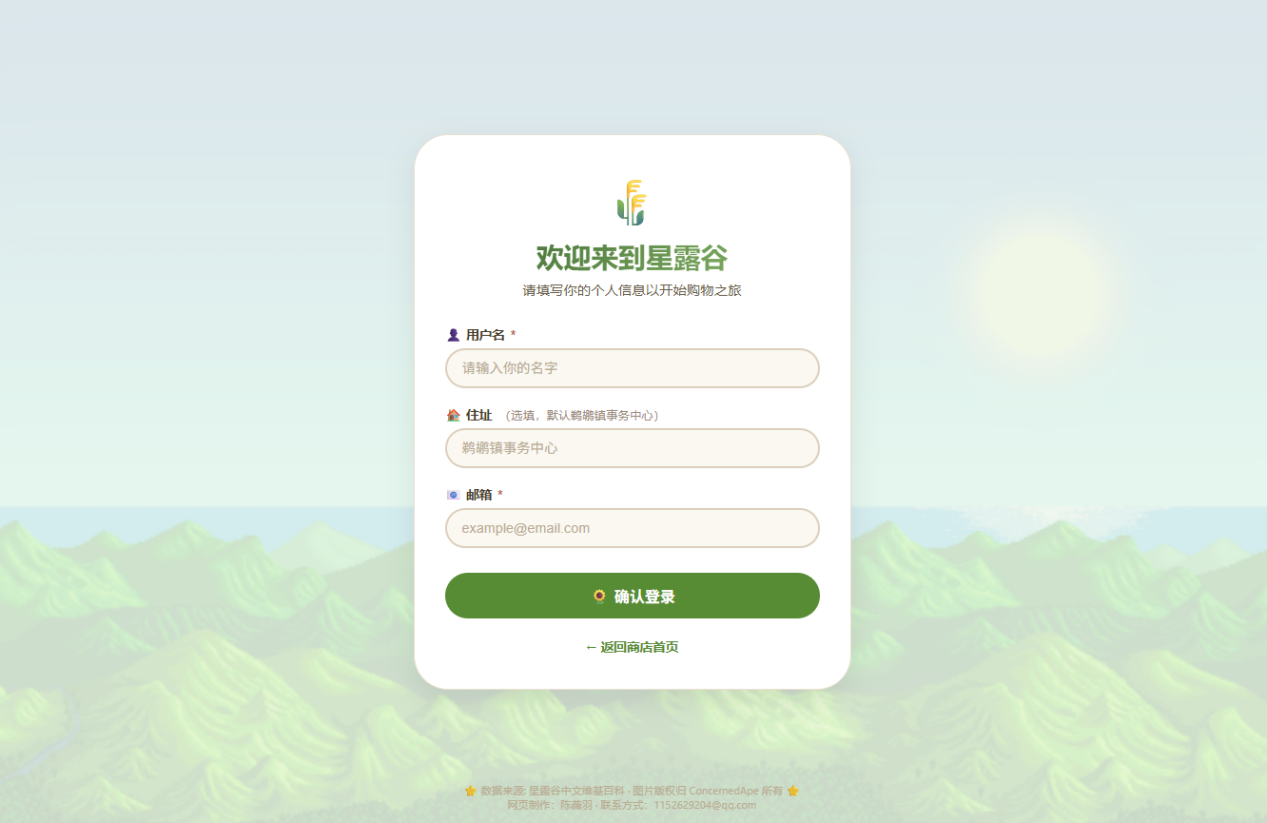 欢迎来到星露谷
请填写你的个人信息以开始购物之旅
用户名 *
请输入你的名字
住址 （选填，默认鹈鹕镇事务中心）
鹈鹕镇事务中心
邮箱 *
example@email.com
确认登录
← 返回商店首页
数据来源: 星露谷中文维基百科 · 图片版权归 ConcernedApe 所有
网页制作：陈薇羽 · 联系方式：1152629204@qq.com